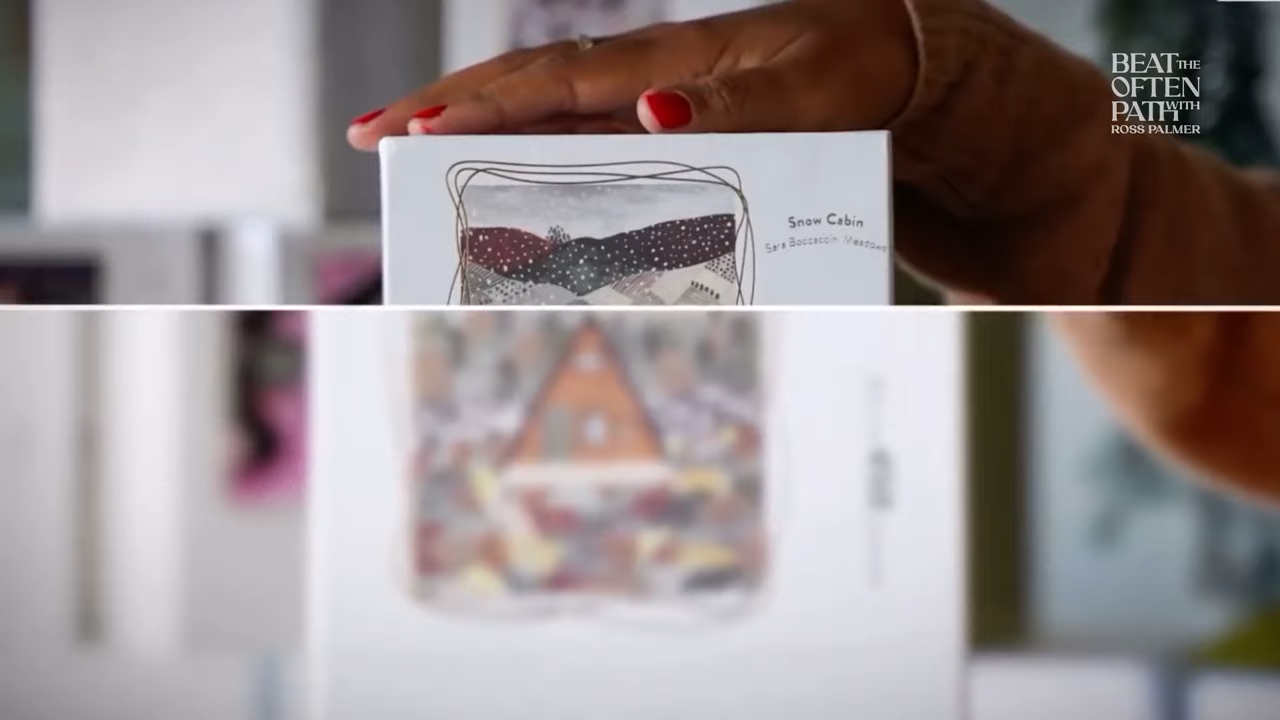 BEAT THE
OFTEN
PATH WITH
ROSS PALMER
Snow Cabin
Sara Boccaccini Meadows